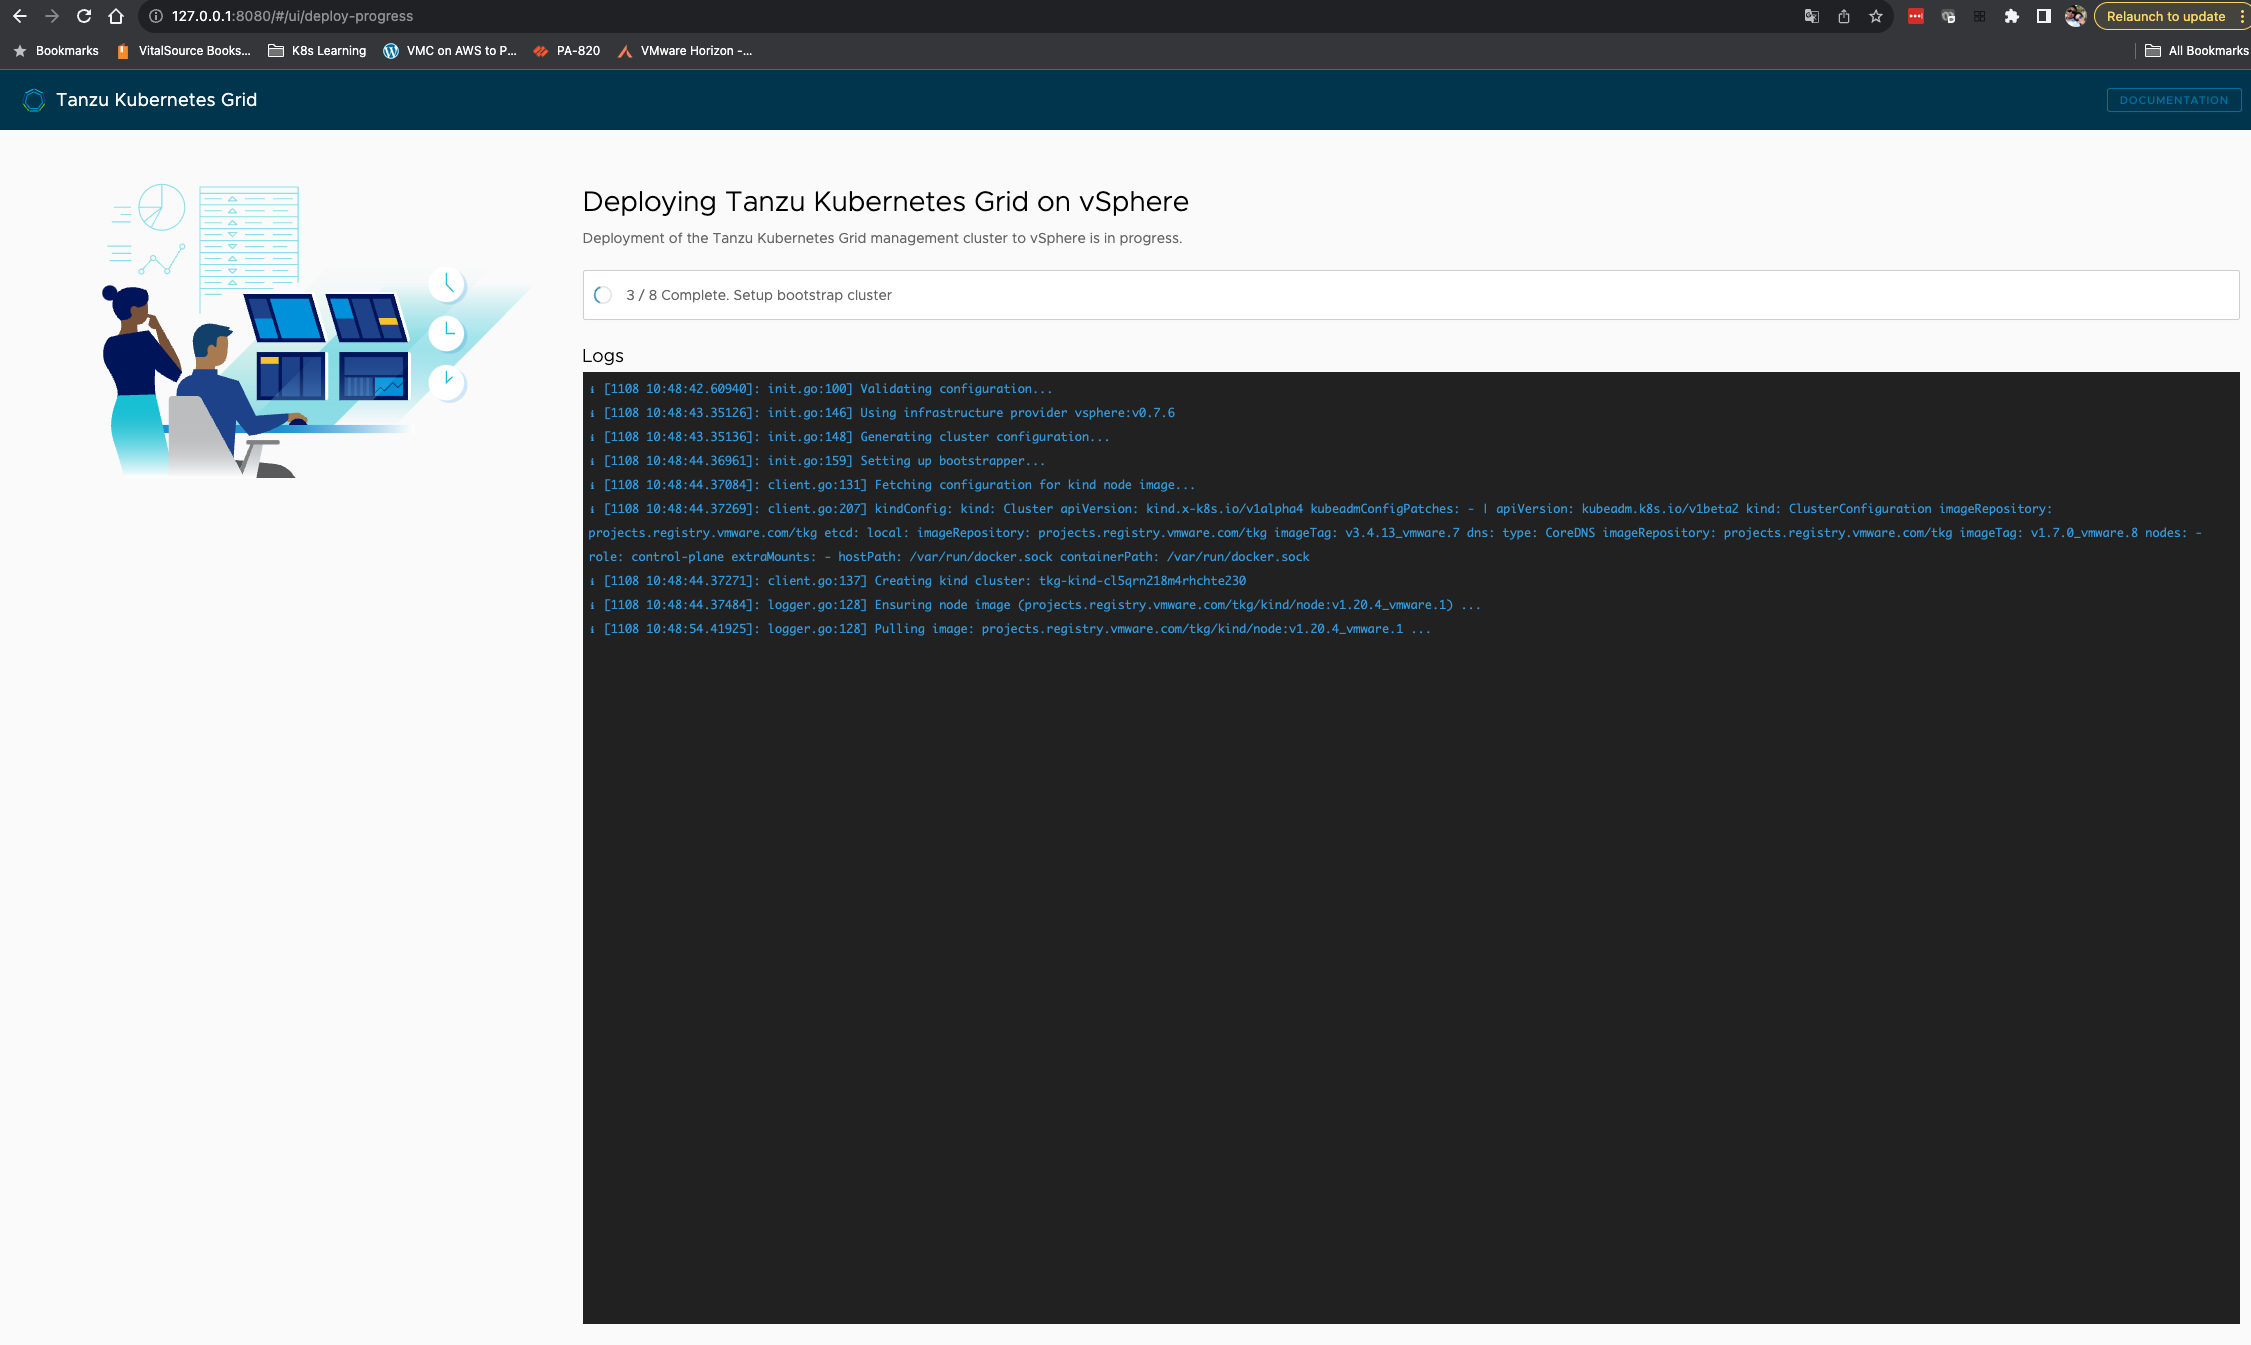 127.0.0.1:8080/#/ui/deploy-progress
Relaunch to update
Bookmarks
VitalSource Books...
K8s Learning
VMC on AWS to P...
PA-820
VMware Horizon -...
All Bookmarks
Tanzu Kubernetes Grid
DOCUMENTATION
Deploying Tanzu Kubernetes Grid on vSphere
Deployment of the Tanzu Kubernetes Grid management cluster to vSphere is in progress.
3 / 8 Complete. Setup bootstrap cluster
Logs
ℹ [1108 10:48:42.60940]: init.go:100] Validating configuration...
ℹ [1108 10:48:43.35126]: init.go:146] Using infrastructure provider vsphere:v0.7.6
ℹ [1108 10:48:43.35136]: init.go:148] Generating cluster configuration...
ℹ [1108 10:48:44.36961]: init.go:159] Setting up bootstrapper...
ℹ [1108 10:48:44.37084]: client.go:131] Fetching configuration for kind node image...
ℹ [1108 10:48:44.37269]: client.go:207] kindConfig: kind: Cluster apiVersion: kind.x-k8s.io/v1alpha4 kubeadmConfigPatches: - | apiVersion: kubeadm.k8s.io/v1beta2 kind: ClusterConfiguration imageRepository:
projects.registry.vmware.com/tkg etcd: local: imageRepository: projects.registry.vmware.com/tkg imageTag: v3.4.13_vmware.7 dns: type: CoreDNS imageRepository: projects.registry.vmware.com/tkg imageTag: v1.7.0_vmware.8 nodes: -
role: control-plane extraMounts: - hostPath: /var/run/docker.sock containerPath: /var/run/docker.sock
ℹ [1108 10:48:44.37271]: client.go:137] Creating kind cluster: tkg-kind-cl5qrn218m4rhchte230
ℹ [1108 10:48:44.37484]: logger.go:128] Ensuring node image (projects.registry.vmware.com/tkg/kind/node:v1.20.4_vmware.1) ...
ℹ [1108 10:48:54.41925]: logger.go:128] Pulling image: projects.registry.vmware.com/tkg/kind/node:v1.20.4_vmware.1 ...